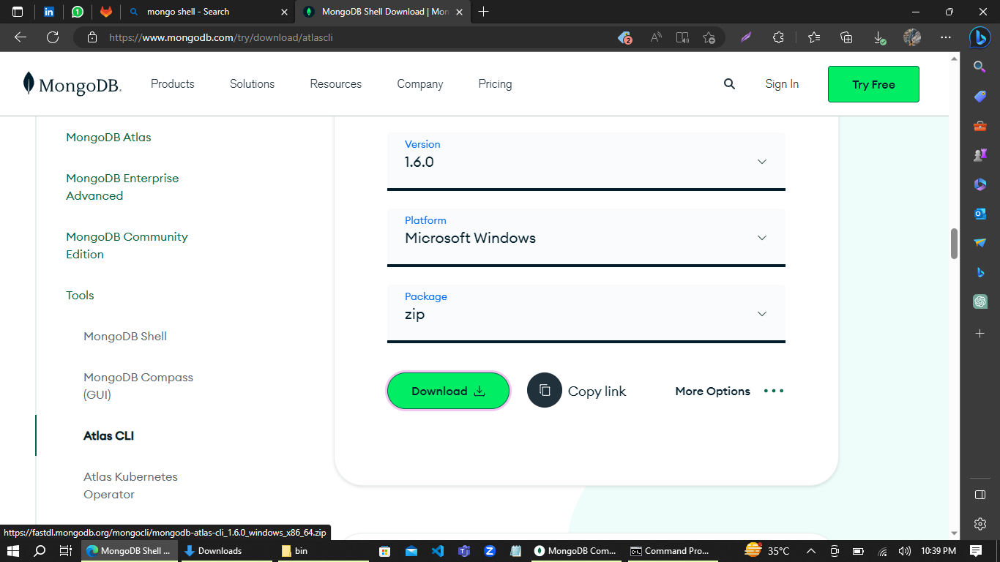 1
mongo shell - Search
MongoDB Shell Download | Mon
https://www.mongodb.com/try/download/atlascli
2
MongoDB.
Products
Solutions
Resources
Company
Pricing
Sign In
Try Free
MongoDB Atlas
MongoDB Enterprise
Advanced
MongoDB Community
Edition
Tools
MongoDB Shell
MongoDB Compass
(GUI)
Atlas CLI
Atlas Kubernetes
Operator
Version
1.6.0
Platform
Microsoft Windows
Package
zip
Download
Copy link
More Options
https://fastdl.mongodb.org/mongocli/mongodb-atlas-cli_1.6.0_windows_x86_64.zip
MongoDB Shell ...
Downloads
bin
MongoDB Com...
Command Pro...
35°C
10:39 PM